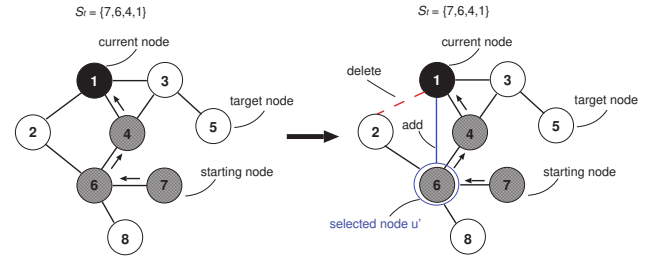 Sₜ = {7,6,4,1}
current node
1
3
target node
2
4
5
starting node
6
7
8
Sₜ = {7,6,4,1}
current node
delete
1
3
target node
add
2
4
5
starting node
6
7
selected node u'
8